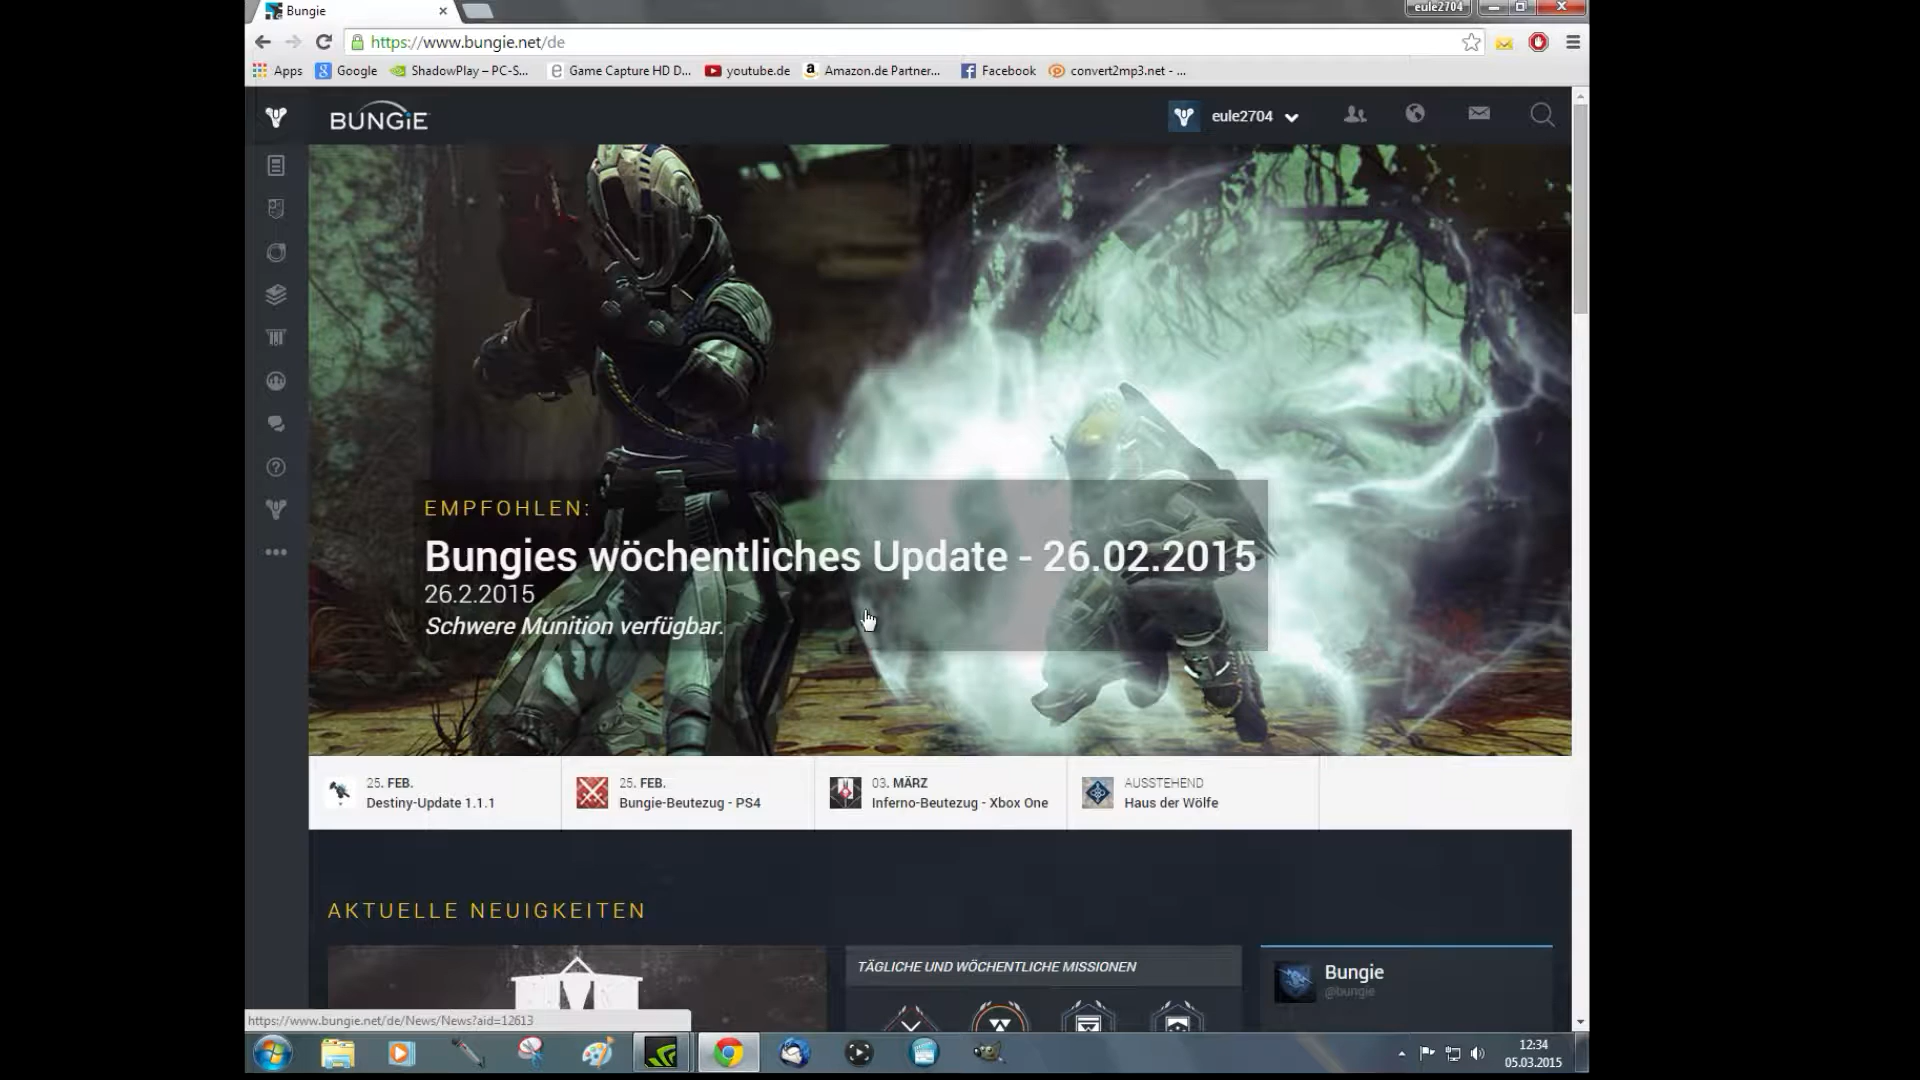 Bungie
eule2704
https://www.bungie.net/de
Apps
Google
ShadowPlay – PC-S...
Game Capture HD D...
youtube.de
Amazon.de Partner...
Facebook
convert2mp3.net - ...
BUNGiE
eule2704
EMPFOHLEN:
Bungies wöchentliches Update - 26.02.2015
26.2.2015
Schwere Munition verfügbar.
25. FEB.
Destiny-Update 1.1.1
25. FEB.
Bungie-Beutezug - PS4
03. MÄRZ
Inferno-Beutezug - Xbox One
AUSSTEHEND
Haus der Wölfe
AKTUELLE NEUIGKEITEN
TÄGLICHE UND WÖCHENTLICHE MISSIONEN
Bungie
@bungie
https://www.bungie.net/de/News/News?aid=12613
12:34
05.03.2015